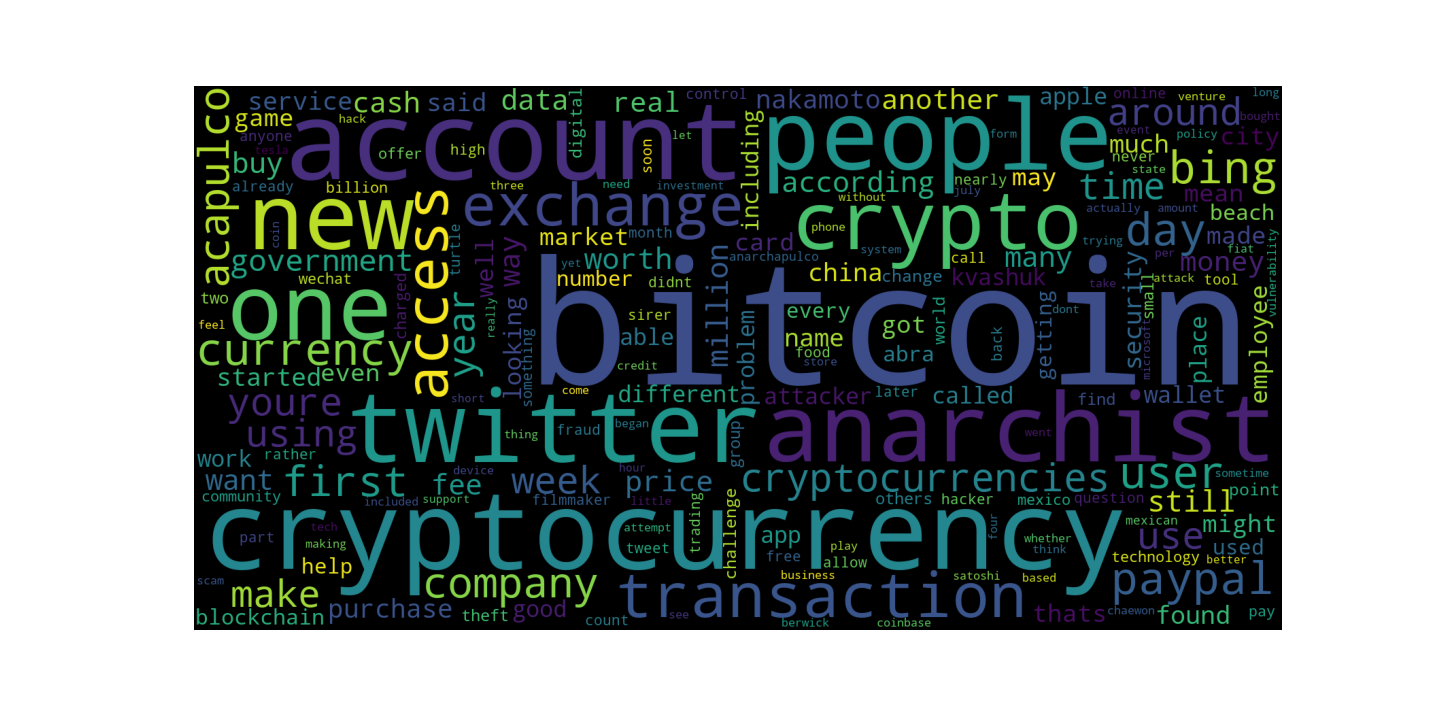 acapulco
service
cash
said
data
real
control
nakamoto
another
apple
online
venture
long
game
hack
account
digital
let
people
form
around
event
policy
bought
anyone
tesla
offer
high
soon
including
much
city
never
state
bing
buy
already
billion
three
need
investment
according
nearly
may
time
mean
july
without
actually
amount
beach
new
coin
access
turtle
exchange
month
market
card
crypto
phone
day
made
trying
per
fiat
government
well
way
worth
yet
million
anarchapulco
system
call
many
money
vulnerability
wechat
number
didnt
china
change
kvashuk
take
attack
tool
two
one
charged
year
really
looking
something
sirer
able
bitcoin
every
got
world
getting
dont
security
small
microsoft
place
employee
feel
name
food
store
abra
back
problem
currency
credit
started
even
short
come
different
attacker
later
called
find
wallet
youre
using
twitter
thing
fraud
began
group
anarchist
went
work
rather
want
community
first
device
fee
week
hour
price
cryptocurrencies
user
sometime
included
support
filmmaker
little
trading
challenge
others
hacker
mexico
question
still
point
cryptocurrency
tech
making
part
attempt
tweet
app
free
play
allow
four
whether
think
mexican
use
might
used
help
technology
better
scam
make
company
transaction
business
satoshi
based
paypal
blockchain
purchase
theft
good
count
see
berwick
coinbase
thats
chaewon
found
pay